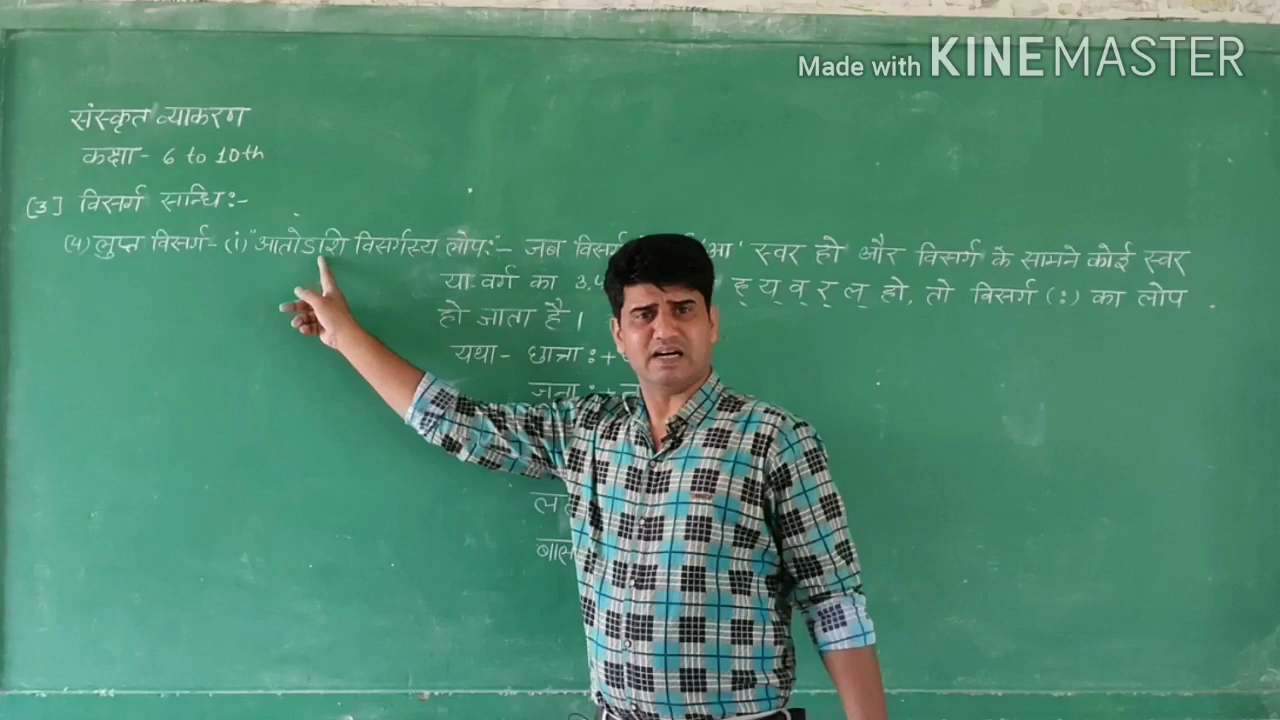 Made with KINEMASTER
संस्कृत व्याकरण
कक्षा - 6 to 10th
[3] विसर्ग सन्धि:-
(4) लुप्त विसर्ग - (i) "आतोऽशि विसर्गस्य लोपः" - जब स्वर हो और विसर्ग के सामने कोई स्वर
या वर्ग का 3, ह् य् व् र् ल् हो, तो विसर्ग (:) का लोप
हो जाता है।
यथा - छात्रा: +